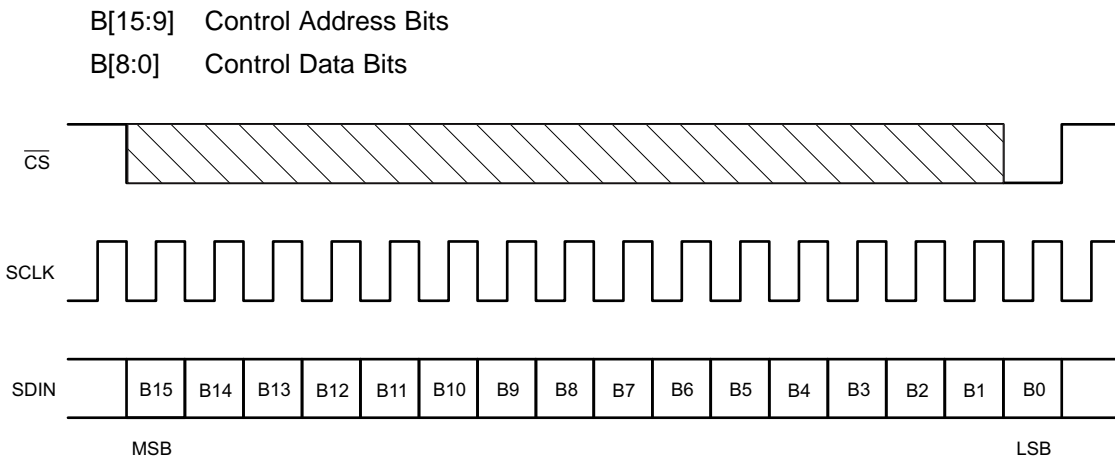 B[15:9] Control Address Bits
B[8:0] Control Data Bits
CS
SCLK
SDIN B15 B14 B13 B12 B11 B10 B9 B8 B7 B6 B5 B4 B3 B2 B1 B0
MSB LSB